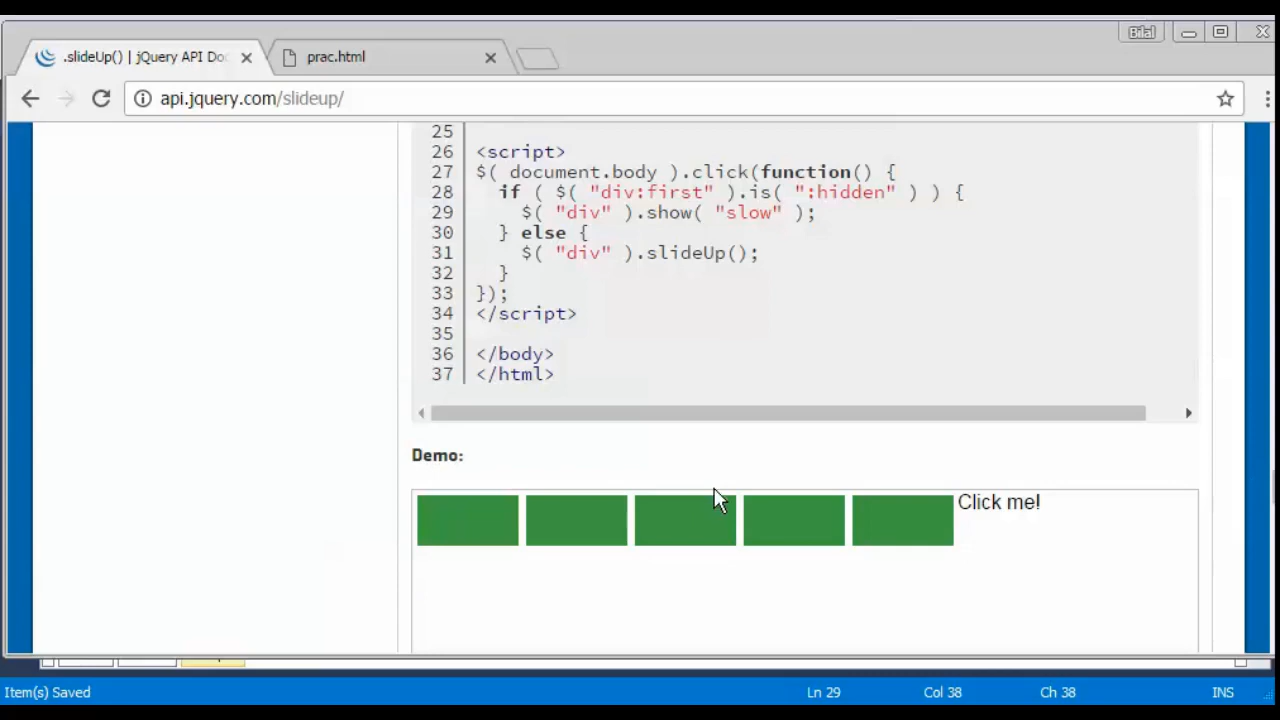 Bilal
.slideUp() | jQuery API Do
prac.html
api.jquery.com/slideup/
25
26 <script>
27 $( document.body ).click(function() {
28 if ( $( "div:first" ).is( ":hidden" ) ) {
29 $( "div" ).show( "slow" );
30 } else {
31 $( "div" ).slideUp();
32 }
33 });
34 </script>
35
36 </body>
37 </html>
Demo:
Click me!
Item(s) Saved Ln 29 Col 38 Ch 38 INS